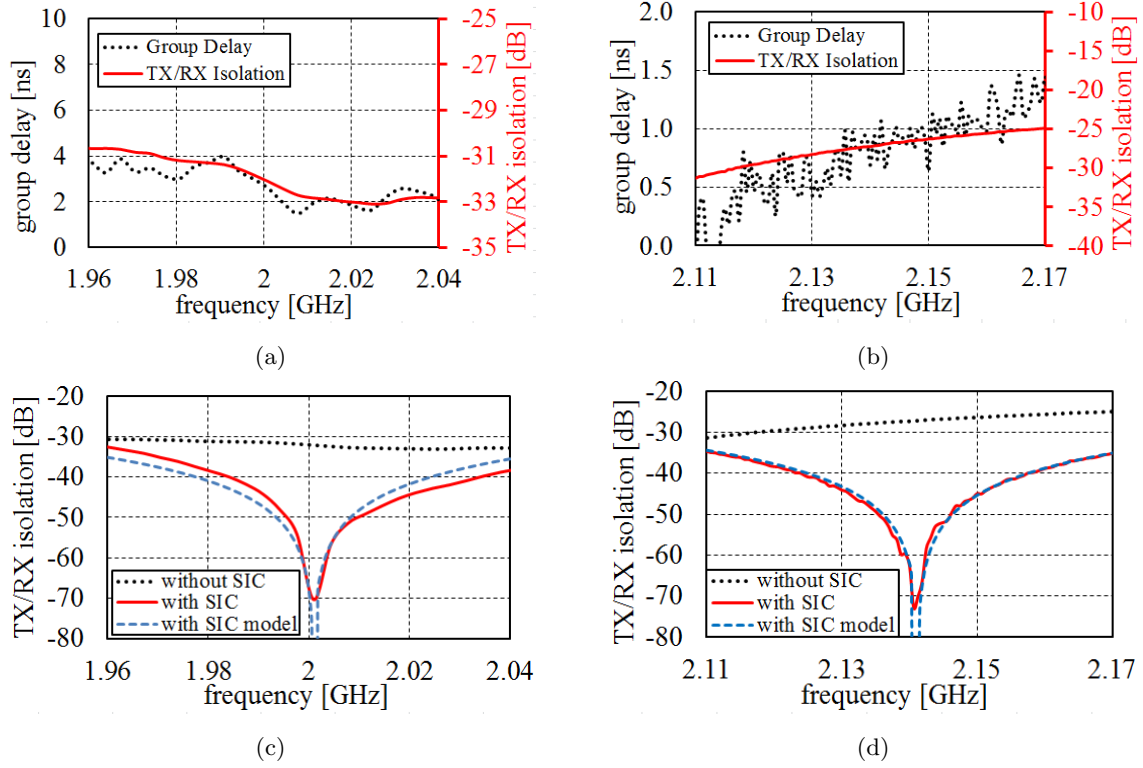 10
8
6
4
2
0
group delay [ns]
Group Delay
TX/RX Isolation
-25
-27
-29
-31
-33
-35
TX/RX isolation [dB]
1.96 1.98 2 2.02 2.04
frequency [GHz]
(a)
2.0
1.5
1.0
0.5
0.0
group delay [ns]
Group Delay
TX/RX Isolation
-10
-15
-20
-25
-30
-35
-40
TX/RX isolation [dB]
2.11 2.13 2.15 2.17
frequency [GHz]
(b)
-20
-30
-40
-50
-60
-70
-80
TX/RX isolation [dB]
without SIC
with SIC
with SIC model
1.96 1.98 2 2.02 2.04
frequency [GHz]
(c)
-20
-30
-40
-50
-60
-70
-80
TX/RX isolation [dB]
without SIC
with SIC
with SIC model
2.11 2.13 2.15 2.17
frequency [GHz]
(d)